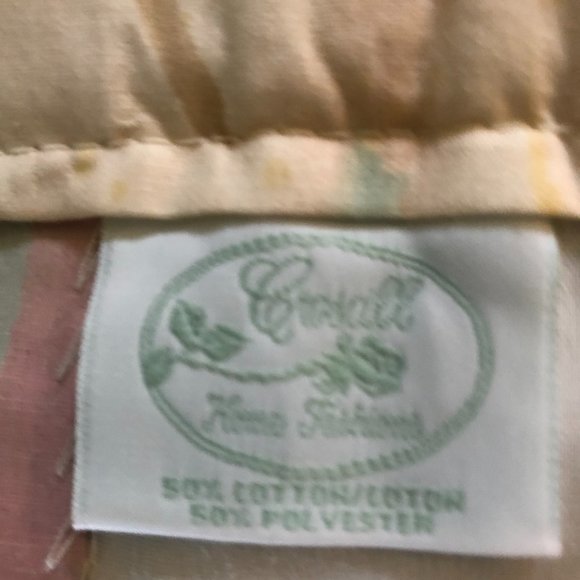 Croscill
Home Fashions
50% COTTON/COTON
50% POLYESTER